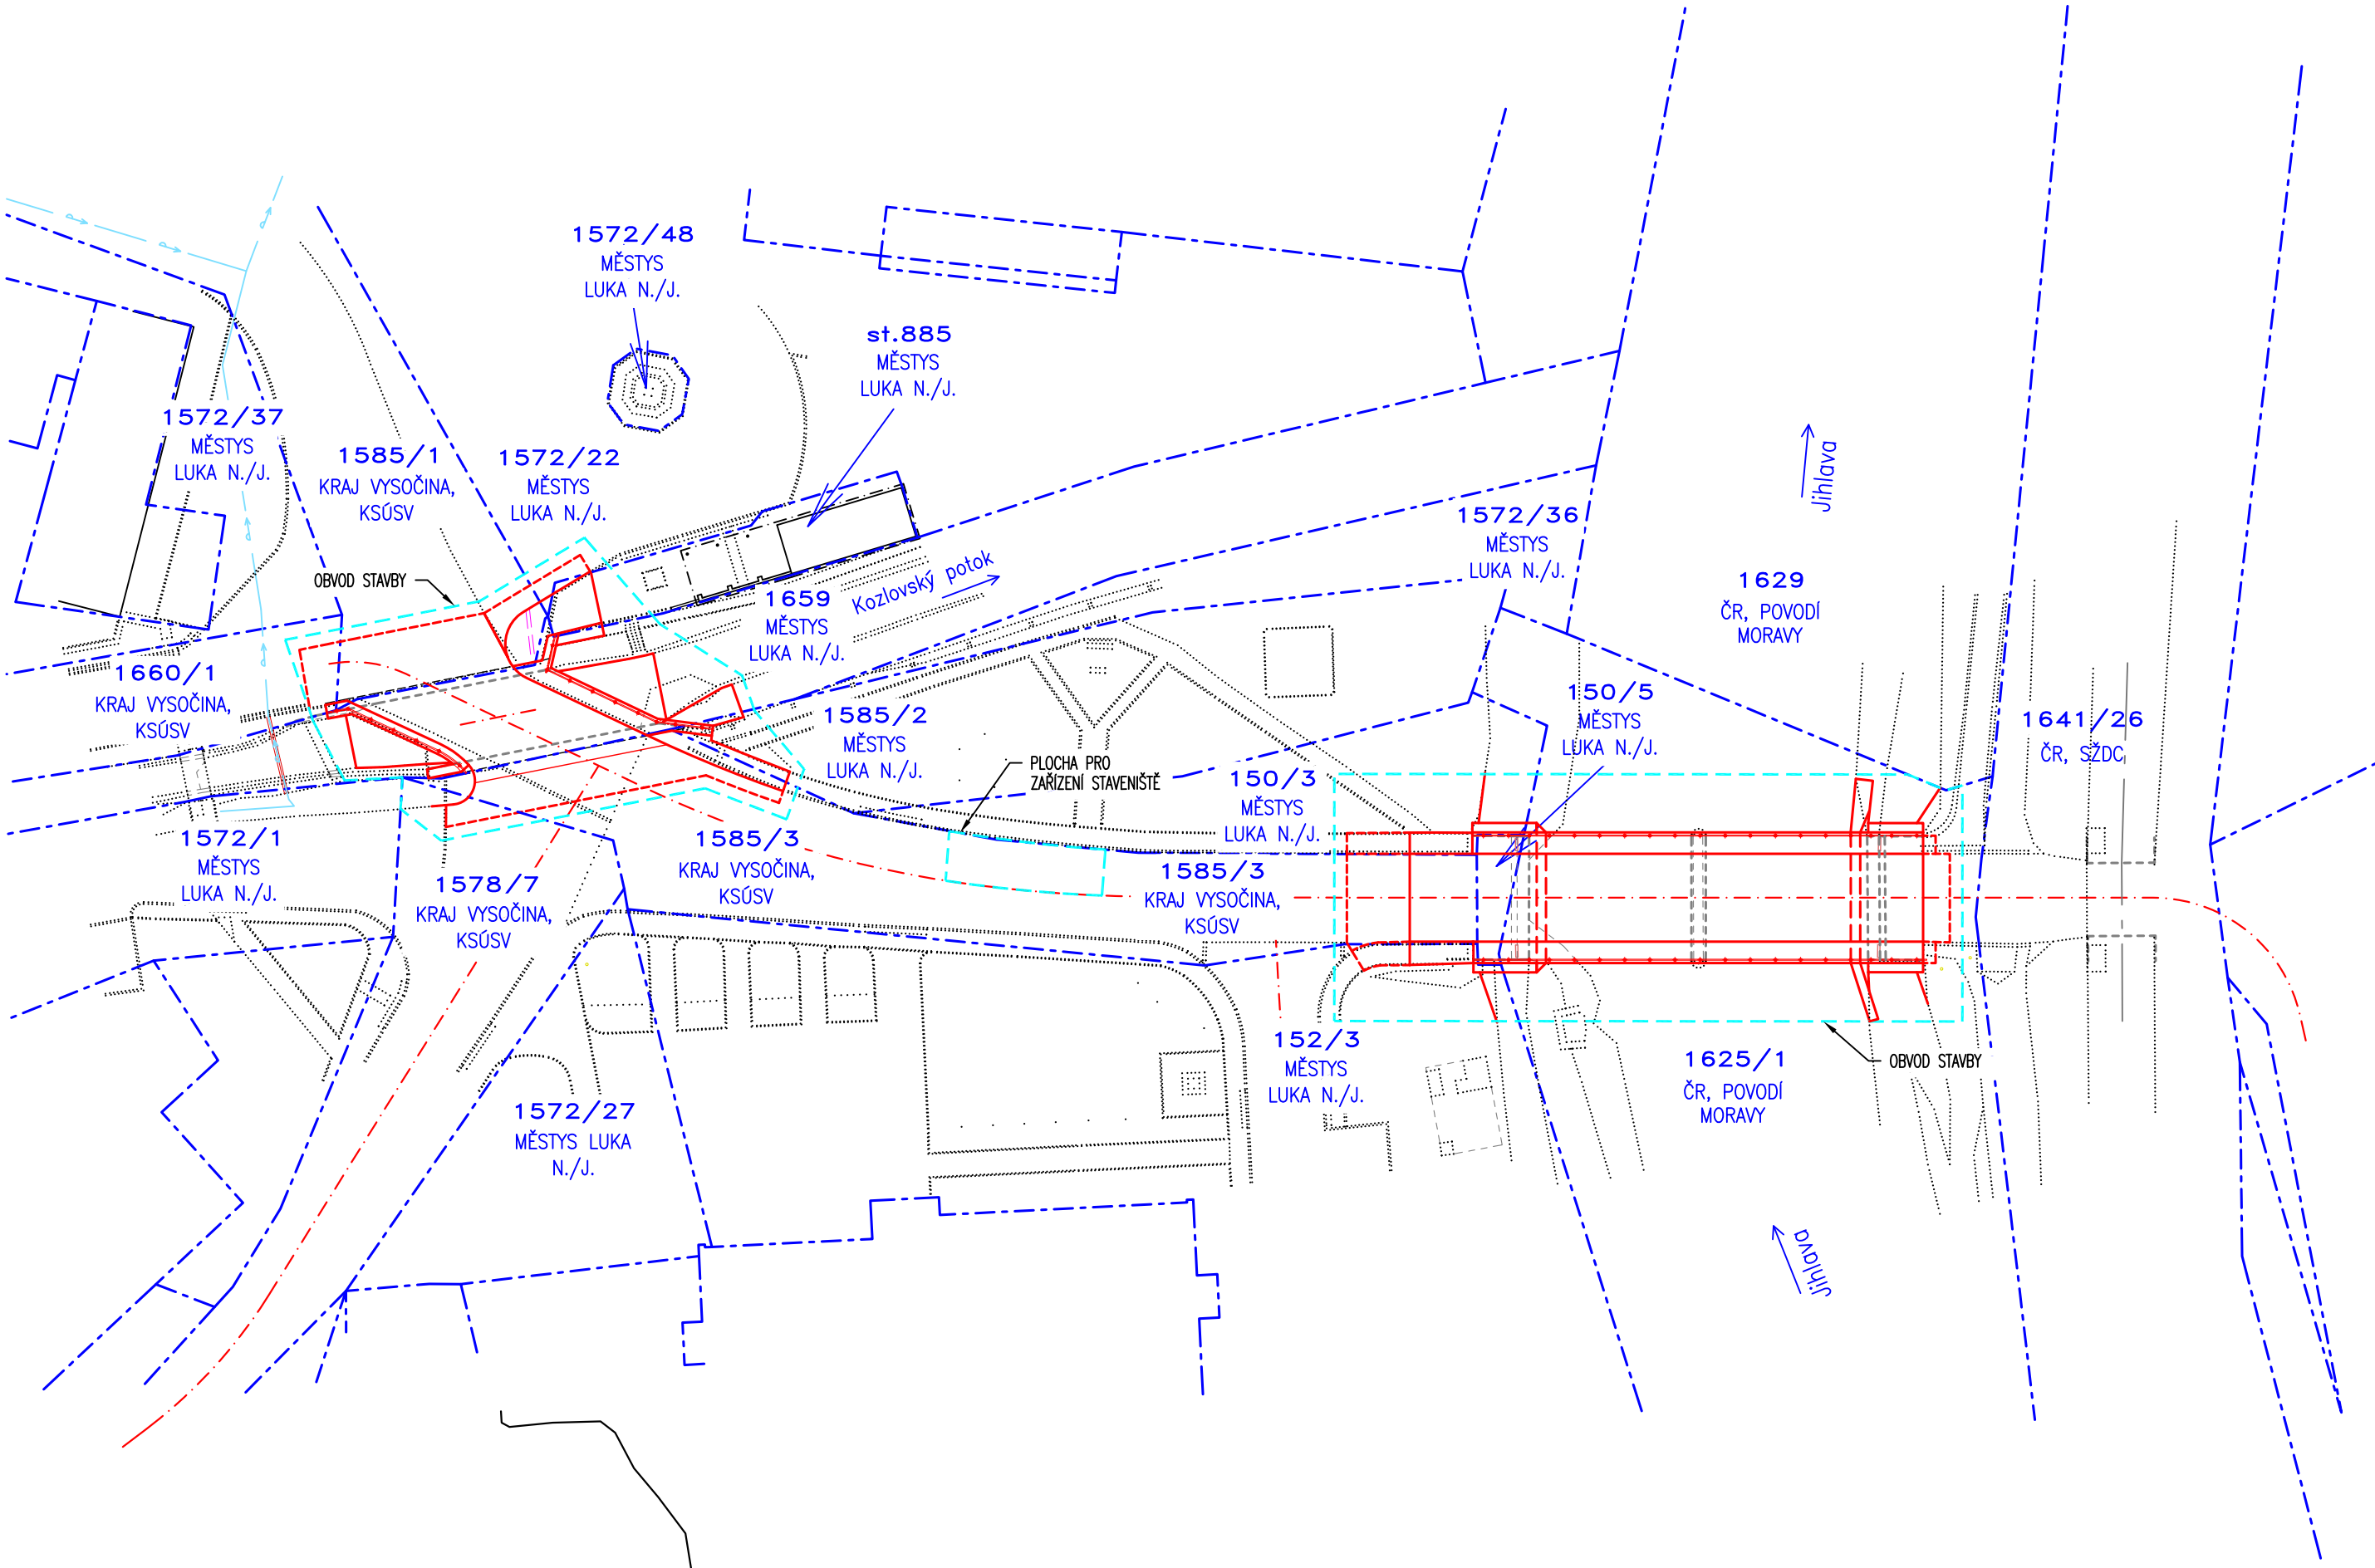 1572/48
MĚSTYS
LUKA N./J.
st.885
MĚSTYS
LUKA N./J.
1572/37
MĚSTYS
LUKA N./J.
1585/1
KRAJ VYSOČINA,
KSÚSV
1572/22
MĚSTYS
LUKA N./J.
Jihlava
1572/36
MĚSTYS
LUKA N./J.
OBVOD STAVBY
Kozlovský potok
1659
MĚSTYS
LUKA N./J.
1629
ČR, POVODÍ
MORAVY
1660/1
KRAJ VYSOČINA,
KSÚSV
1585/2
MĚSTYS
LUKA N./J.
150/5
MĚSTYS
LUKA N./J.
1641/26
ČR, SŽDC
PLOCHA PRO
ZAŘÍZENÍ STAVENIŠTĚ
150/3
MĚSTYS
LUKA N./J.
1572/1
MĚSTYS
LUKA N./J.
1585/3
KRAJ VYSOČINA,
KSÚSV
1578/7
KRAJ VYSOČINA,
KSÚSV
1585/3
KRAJ VYSOČINA,
KSÚSV
152/3
MĚSTYS
LUKA N./J.
1625/1
ČR, POVODÍ
MORAVY
OBVOD STAVBY
1572/27
MĚSTYS LUKA
N./J.
Jihlava